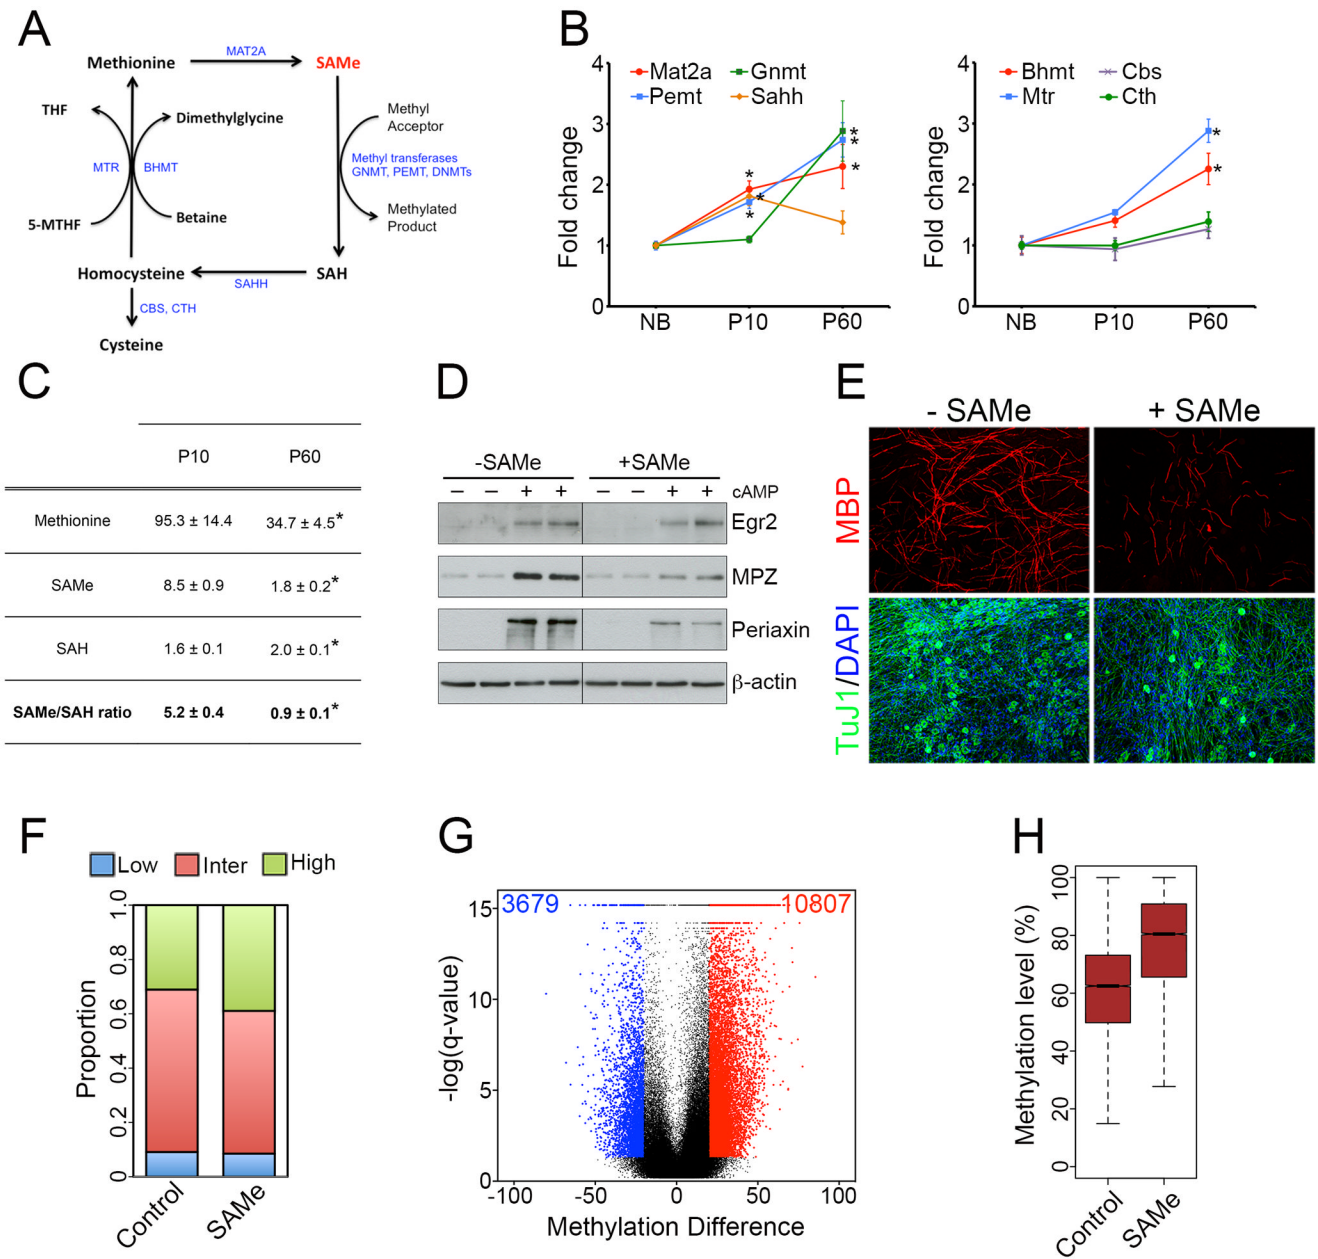 A
Methionine
MAT2A
SAMe
THF
Dimethylglycine
Methyl
Acceptor
MTR
BHMT
Methyl transferases
GNMT, PEMT, DNMTs
5-MTHF
Betaine
Methylated
Product
Homocysteine
SAHH
SAH
CBS, CTH
Cysteine
B
Fold change
4
3
2
1
0
Mat2a
Gnmt
Pemt
Sahh
* * * * * *
NB
P10
P60
Fold change
4
3
2
1
0
Bhmt
Cbs
Mtr
Cth
* *
NB
P10
P60
C
P10 P60
Methionine 95.3 ± 14.4 34.7 ± 4.5*
SAMe 8.5 ± 0.9 1.8 ± 0.2*
SAH 1.6 ± 0.1 2.0 ± 0.1*
SAMe/SAH ratio 5.2 ± 0.4 0.9 ± 0.1*
D
-SAMe +SAMe
– – + + – – + + cAMP
Egr2
MPZ
Periaxin
β-actin
E
- SAMe + SAMe
MBP
TuJ1/DAPI
F
Low Inter High
Proportion
1.0
0.8
0.6
0.4
0.2
0
Control
SAMe
G
3679 10807
-log(q-value)
15
10
5
0
-100 -50 0 50 100
Methylation Difference
H
Methylation level (%)
100
80
60
40
20
0
Control
SAMe